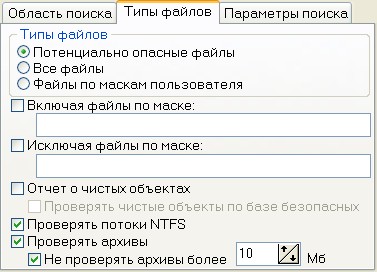 Область поиска Типы файлов Параметры поиска
Типы файлов
Потенциально опасные файлы
Все файлы
Файлы по маскам пользователя
Включая файлы по маске:
Исключая файлы по маске:
Отчет о чистых объектах
Проверять чистые объекты по базе безопасных
Проверять потоки NTFS
Проверять архивы
Не проверять архивы более 10 Мб